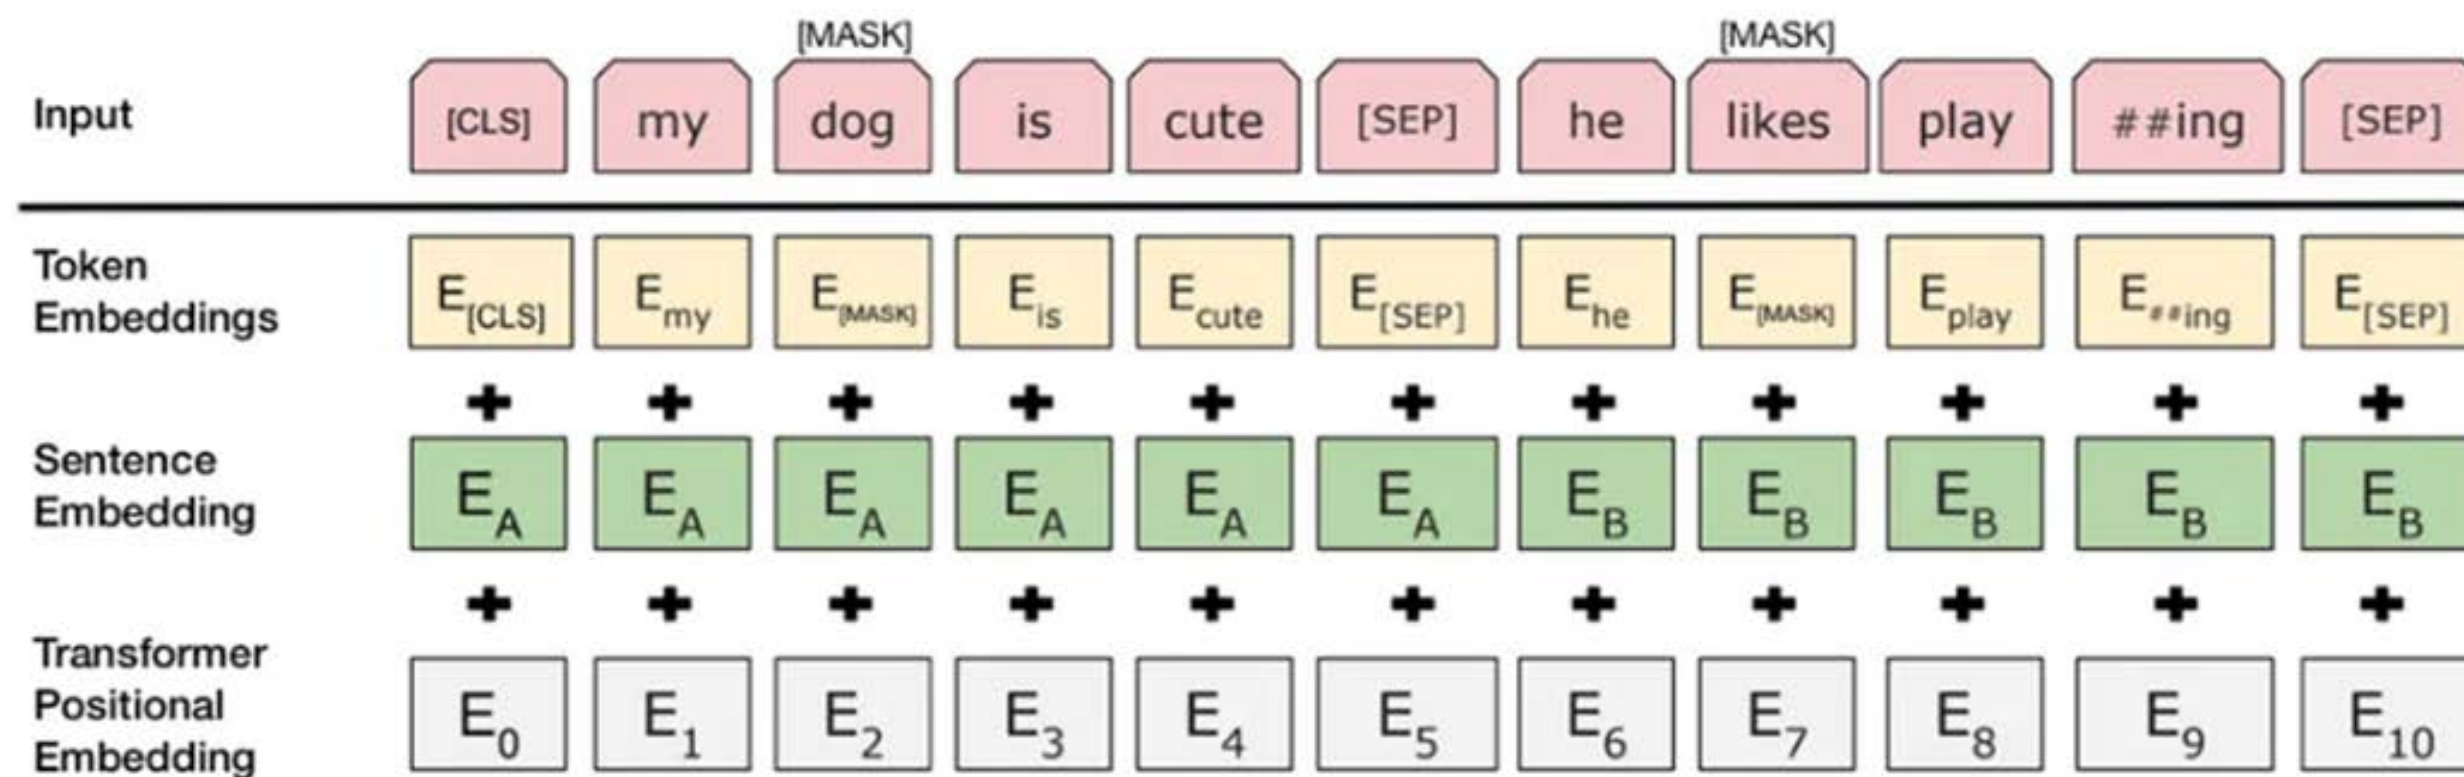 [MASK] [MASK]
Input [CLS] my dog is cute [SEP] he likes play ##ing [SEP]
Token
Embeddings
E[CLS] Emy E[MASK] Eis Ecute E[SEP] Ehe E[MASK] Eplay E##ing E[SEP]
+ + + + + + + + + + +
Sentence
Embedding
EA EA EA EA EA EA EB EB EB EB EB
+ + + + + + + + + + +
Transformer
Positional
Embedding
E0 E1 E2 E3 E4 E5 E6 E7 E8 E9 E10